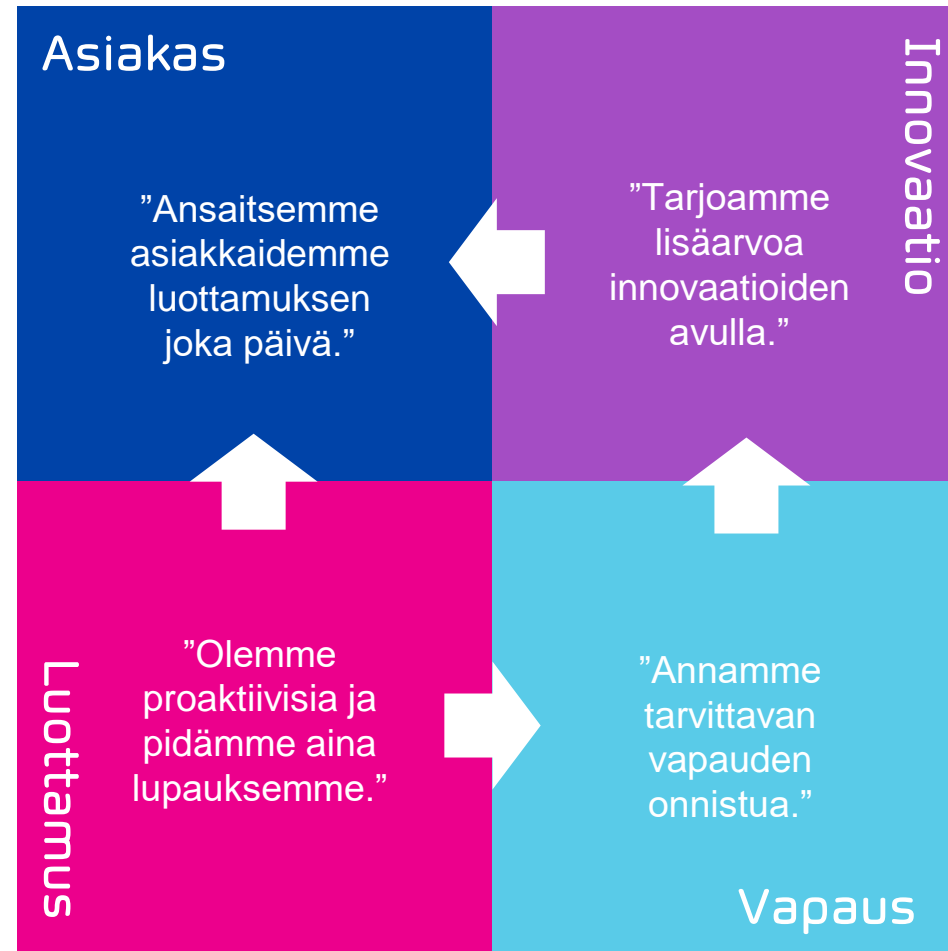 Asiakas
”Ansaitsemme
asiakkaidemme
luottamuksen
joka päivä.”
Innovaatio
”Tarjoamme
lisäarvoa
innovaatioiden
avulla.”
Luottamus
”Olemme
proaktiivisia ja
pidämme aina
lupauksemme.”
”Annamme
tarvittavan
vapauden
onnistua.”
Vapaus